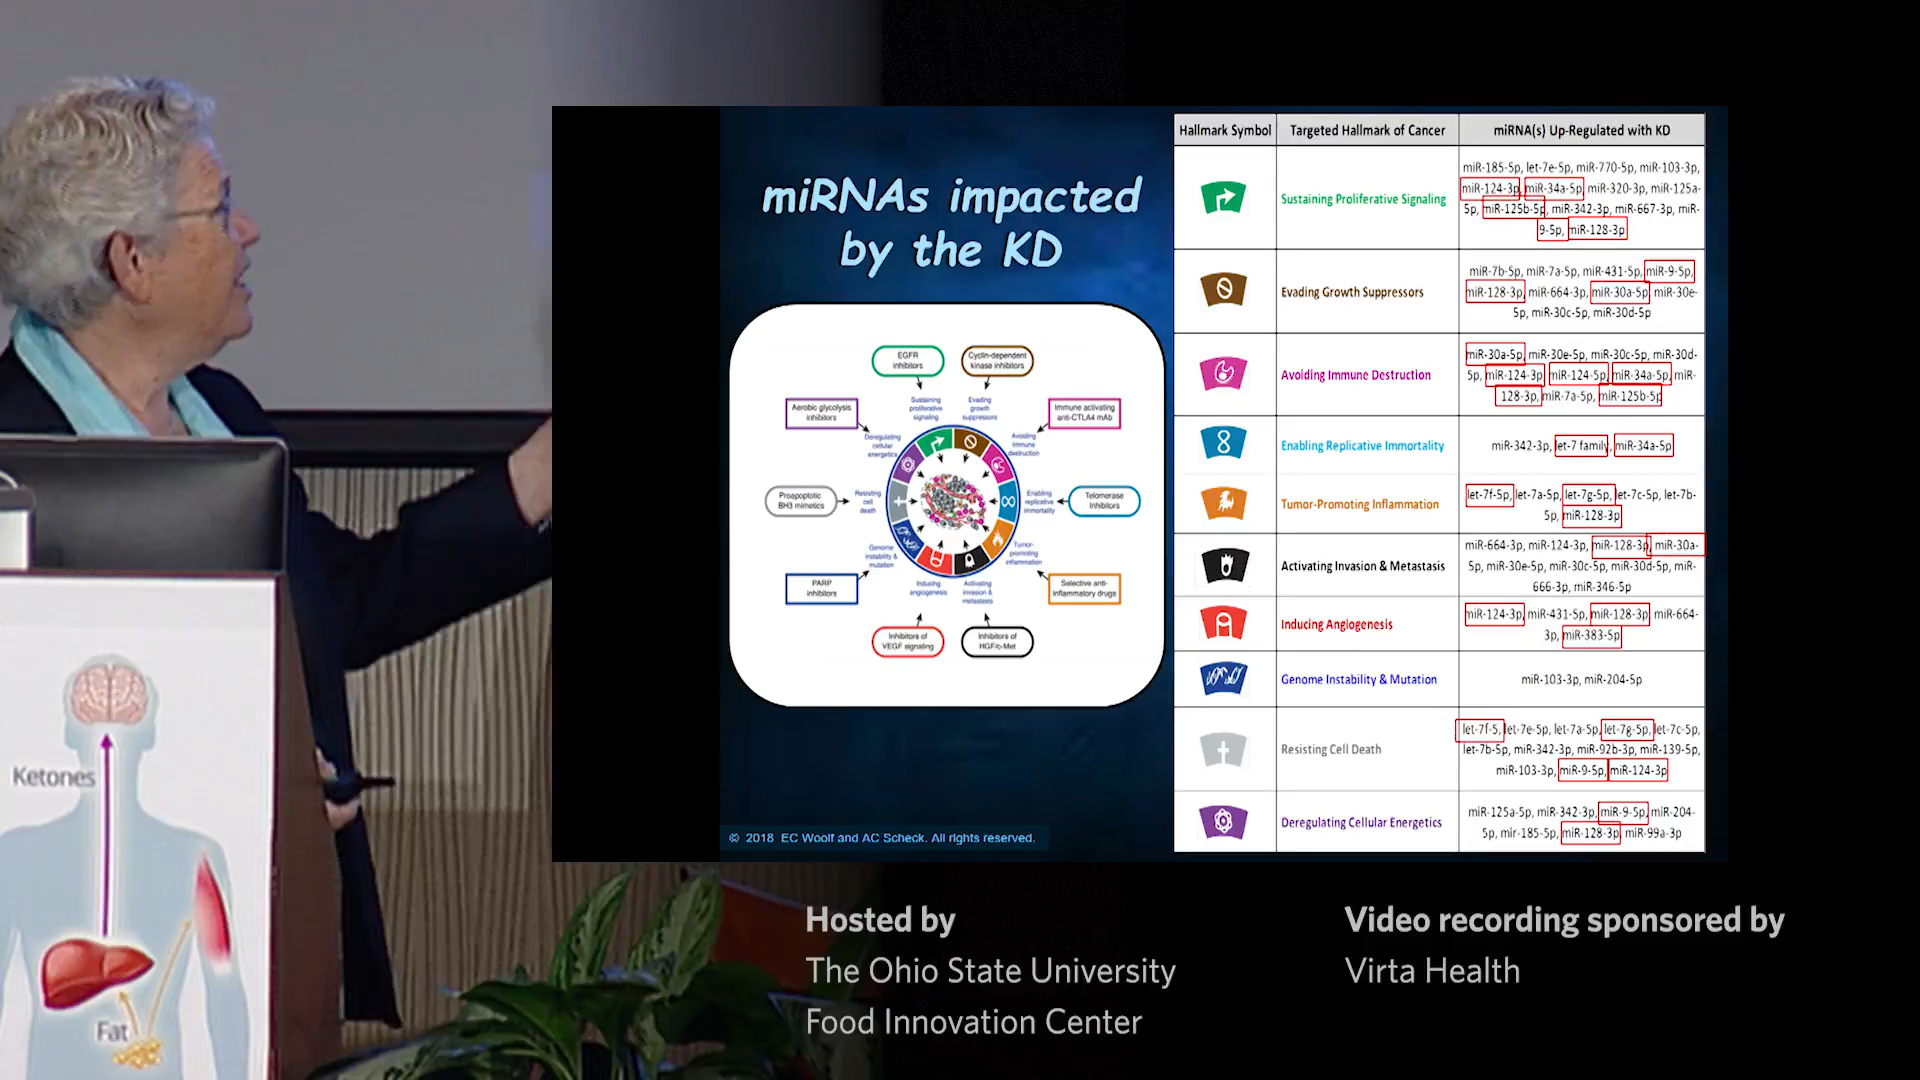 miRNAs impacted
by the KD
EGFR
inhibitors
Cyclin-dependent
kinase inhibitors
Aerobic glycolysis
inhibitors
Sustaining
proliferative
signaling
Evading
growth
suppressors
Immune activating
anti-CTLA4 mAb
Deregulating
cellular
energetics
Avoiding
immune
destruction
Proapoptotic
BH3 mimetics
Resisting
cell
death
Enabling
replicative
immortality
Telomerase
Inhibitors
Genome
instability &
mutation
Tumor-
promoting
inflammation
PARP
inhibitors
Inducing
angiogenesis
Activating
invasion &
metastasis
Selective anti-
inflammatory drugs
Inhibitors of
VEGF signaling
Inhibitors of
HGF/c-Met
© 2018 EC Woolf and AC Scheck. All rights reserved.
Hallmark Symbol Targeted Hallmark of Cancer miRNA(s) Up-Regulated with KD
Sustaining Proliferative Signaling
miR-185-5p, let-7e-5p, miR-770-5p, miR-103-3p,
miR-124-3p, miR-34a-5p, miR-320-3p, miR-125a-
5p, miR-125b-5p, miR-342-3p, miR-667-3p, miR-
9-5p, miR-128-3p
Evading Growth Suppressors
miR-7b-5p, miR-7a-5p, miR-431-5p, miR-9-5p,
miR-128-3p, miR-664-3p, miR-30a-5p, miR-30e-
5p, miR-30c-5p, miR-30d-5p
Avoiding Immune Destruction
miR-30a-5p, miR-30e-5p, miR-30c-5p, miR-30d-
5p, miR-124-3p, miR-124-5p, miR-34a-5p, miR-
128-3p, miR-7a-5p, miR-125b-5p
Enabling Replicative Immortality
miR-342-3p, let-7 family, miR-34a-5p
Tumor-Promoting Inflammation
let-7f-5p, let-7a-5p, let-7g-5p, let-7c-5p, let-7b-
5p, miR-128-3p
Activating Invasion & Metastasis
miR-664-3p, miR-124-3p, miR-128-3p, miR-30a-
5p, miR-30e-5p, miR-30c-5p, miR-30d-5p, miR-
666-3p, miR-346-5p
Inducing Angiogenesis
miR-124-3p, miR-431-5p, miR-128-3p, miR-664-
3p, miR-383-5p
Genome Instability & Mutation
miR-103-3p, miR-204-5p
Resisting Cell Death
let-7f-5, let-7e-5p, let-7a-5p, let-7g-5p, let-7c-5p,
let-7b-5p, miR-342-3p, miR-92b-3p, miR-139-5p,
miR-103-3p, miR-9-5p, miR-124-3p
Deregulating Cellular Energetics
miR-125a-5p, miR-342-3p, miR-9-5p, miR-204-
5p, mir-185-5p, miR-128-3p, miR-99a-3p
Ketones
Fat
Hosted by
The Ohio State University
Food Innovation Center
Video recording sponsored by
Virta Health